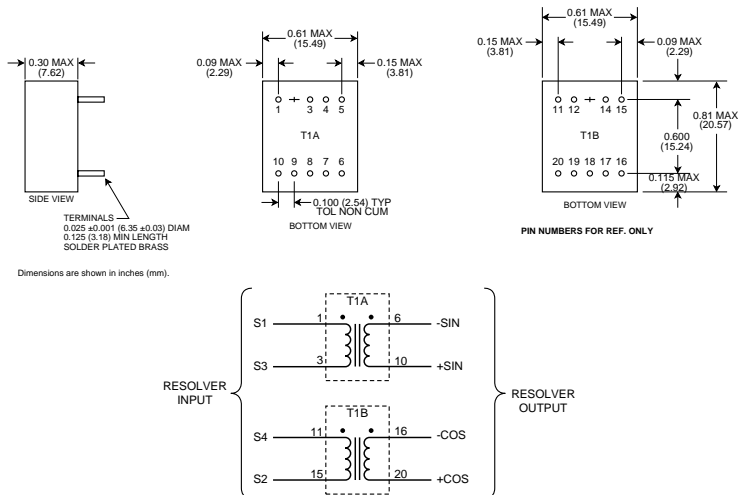 0.30 MAX
(7.62)
SIDE VIEW
TERMINALS
0.025 ±0.001 (6.35 ±0.03) DIAM
0.125 (3.18) MIN LENGTH
SOLDER PLATED BRASS
0.61 MAX
(15.49)
0.09 MAX
(2.29)
0.15 MAX
(3.81)
1 3 4 5
T1A
10 9 8 7 6
0.100 (2.54) TYP
TOL NON CUM
BOTTOM VIEW
0.61 MAX
(15.49)
0.15 MAX
(3.81)
0.09 MAX
(2.29)
11 12 14 15
T1B
20 19 18 17 16
0.81 MAX
(20.57)
0.600
(15.24)
0.115 MAX
(2.92)
BOTTOM VIEW
PIN NUMBERS FOR REF. ONLY
Dimensions are shown in inches (mm).
T1A
S1 1 6 -SIN
S3 3 10 +SIN
RESOLVER
INPUT
RESOLVER
OUTPUT
T1B
S4 11 16 -COS
S2 15 20 +COS